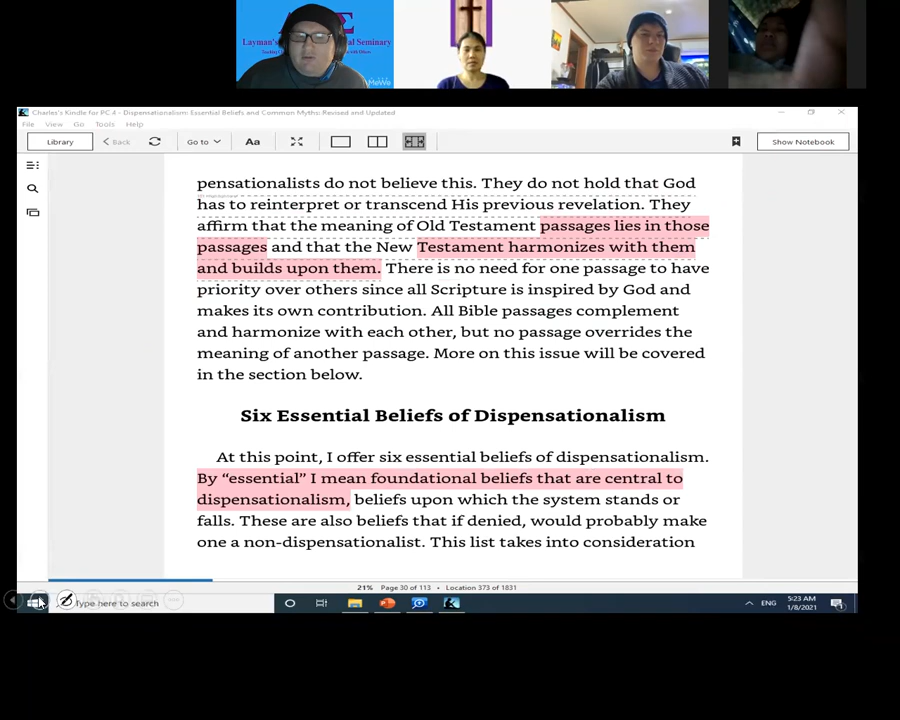 Layman's
Seminary
MeWe
Charles's Kindle for PC 4 - Dispensationalism: Essential Beliefs and Common Myths: Revised and Updated
File View Go Tools Help
Library Back Go to Aa Show Notebook
pensationalists do not believe this. They do not hold that God
has to reinterpret or transcend His previous revelation. They
affirm that the meaning of Old Testament passages lies in those
passages and that the New Testament harmonizes with them
and builds upon them. There is no need for one passage to have
priority over others since all Scripture is inspired by God and
makes its own contribution. All Bible passages complement
and harmonize with each other, but no passage overrides the
meaning of another passage. More on this issue will be covered
in the section below.
Six Essential Beliefs of Dispensationalism
At this point, I offer six essential beliefs of dispensationalism.
By “essential” I mean foundational beliefs that are central to
dispensationalism, beliefs upon which the system stands or
falls. These are also beliefs that if denied, would probably make
one a non-dispensationalist. This list takes into consideration
21% Page 30 of 113 • Location 373 of 1831
Type here to search
ENG
5:23 AM
1/8/2021